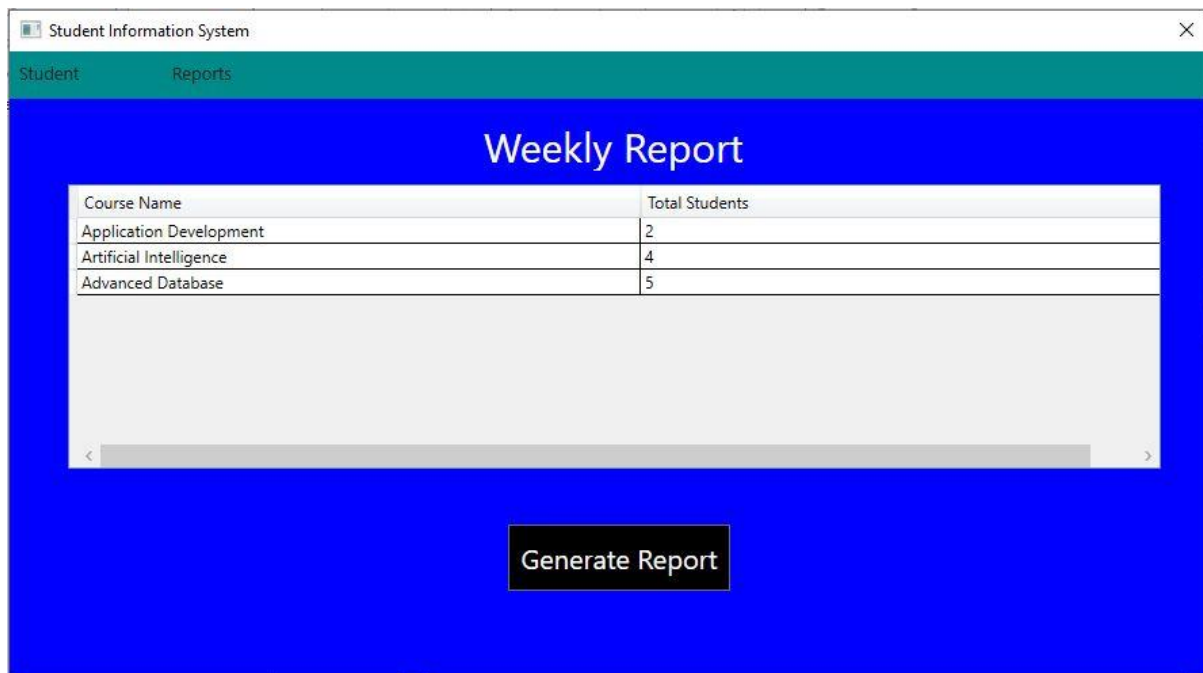 Student Information System
Student Reports
Weekly Report
Course Name Total Students
Application Development 2
Artificial Intelligence 4
Advanced Database 5
Generate Report